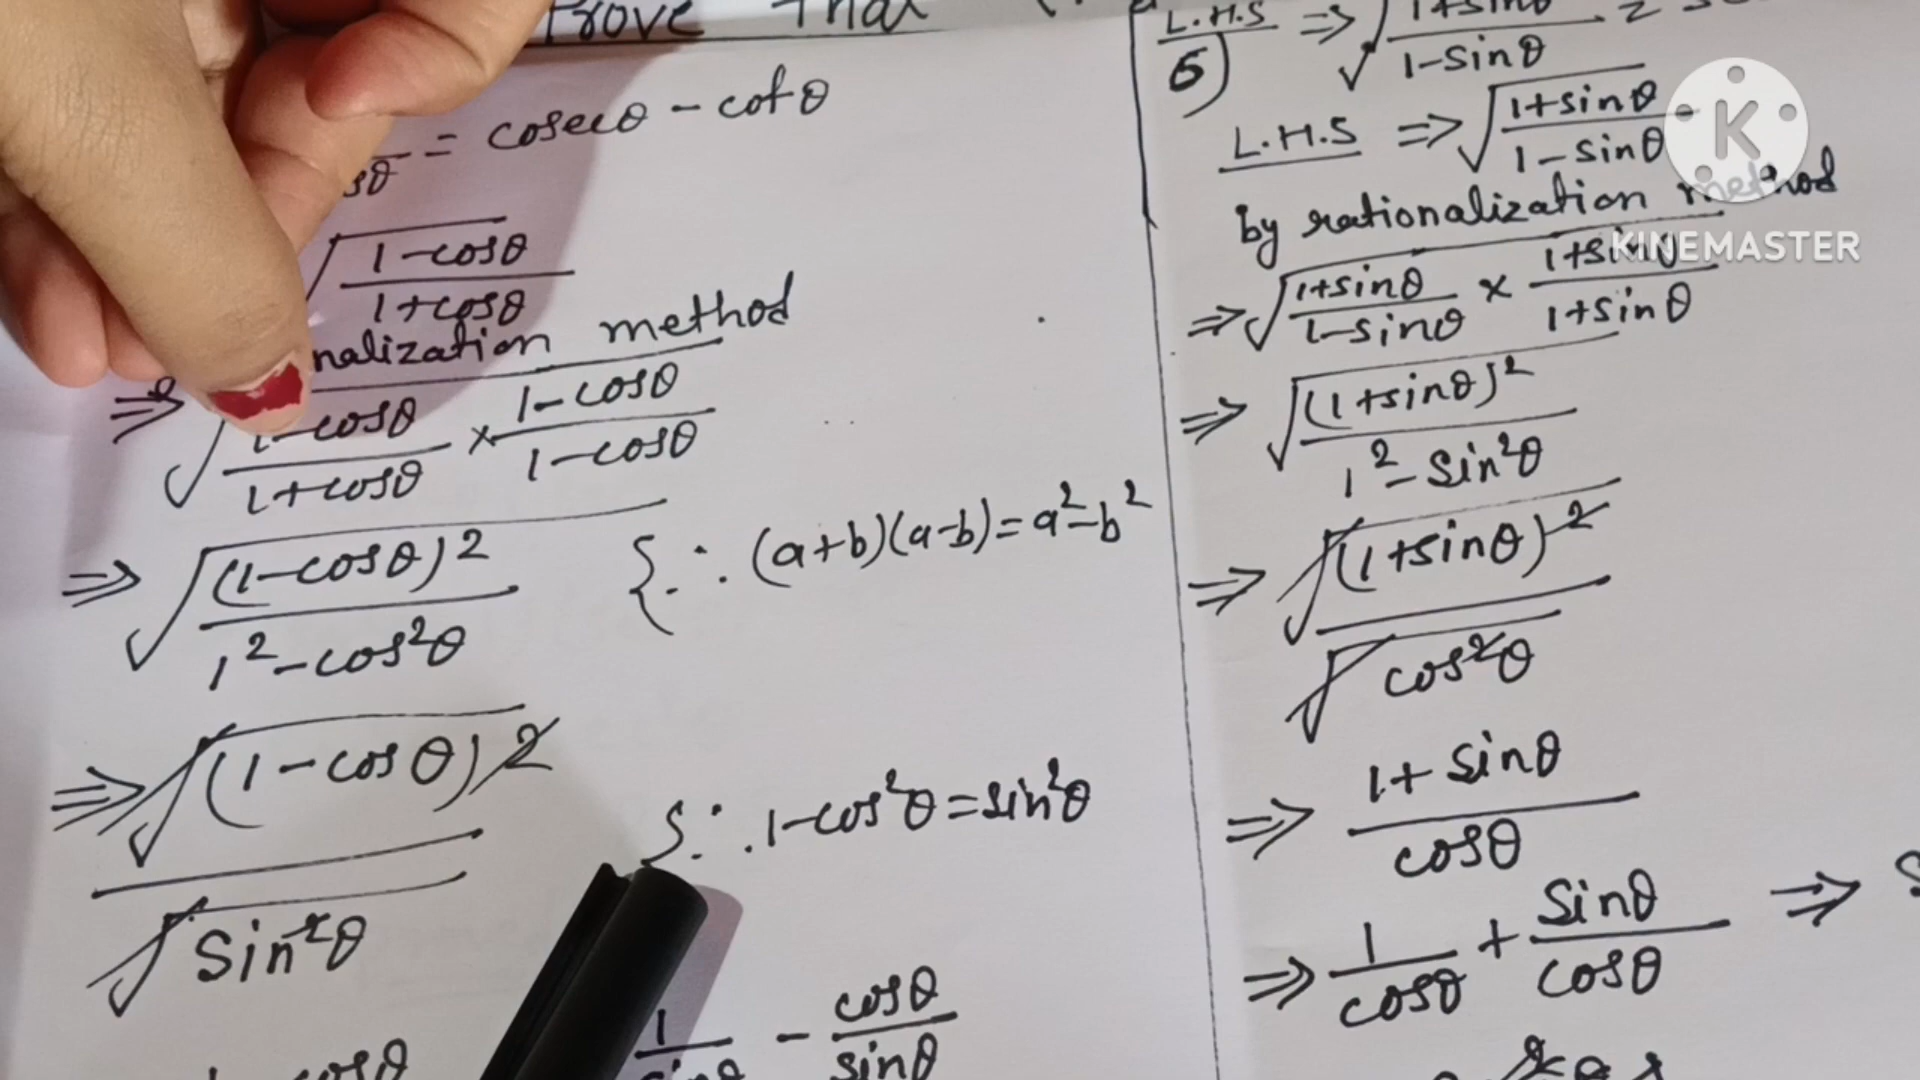 Prove That
= cosecθ - cotθ
sθ
√(1-cosθ / 1+cosθ)
nalization method
⇒ √(1-cosθ / 1+cosθ × 1-cosθ / 1-cosθ)
⇒ √((1-cosθ)² / 1²-cos²θ) {∴ (a+b)(a-b)=a²-b²
⇒ √(1-cosθ)² / √sin²θ {∴ 1-cos²θ=sin²θ
1 / sinθ - cosθ / sinθ
L.H.S ⇒ √(1+sinθ / 1-sinθ) =
5)
L.H.S ⇒ √(1+sinθ / 1-sinθ)
by rationalization method
⇒ √(1+sinθ / 1-sinθ × 1+sinθ / 1+sinθ)
⇒ √((1+sinθ)² / 1²-sin²θ)
⇒ √(1+sinθ)² / √cos²θ
⇒ 1+sinθ / cosθ
⇒ 1 / cosθ + sinθ / cosθ ⇒
K
KINEMASTER